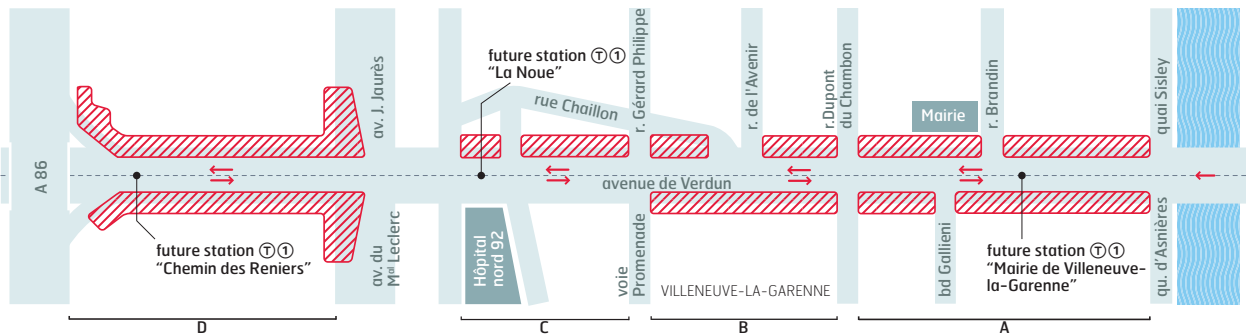 A 86
future station Ⓣ①
“Chemin des Reniers”
av. J. Jaurès
av. du
Mal Leclerc
future station Ⓣ①
“La Noue”
rue Chaillon
Hôpital
nord 92
r. Gérard Philippe
avenue de Verdun
voie
Promenade
r. de l'Avenir
VILLENEUVE-LA-GARENNE
r.Dupont
du Chambon
Mairie
r. Brandin
bd Gallieni
future station Ⓣ①
“Mairie de Villeneuve-
la-Garenne”
quai Sisley
qu. d'Asnières
D
C
B
A